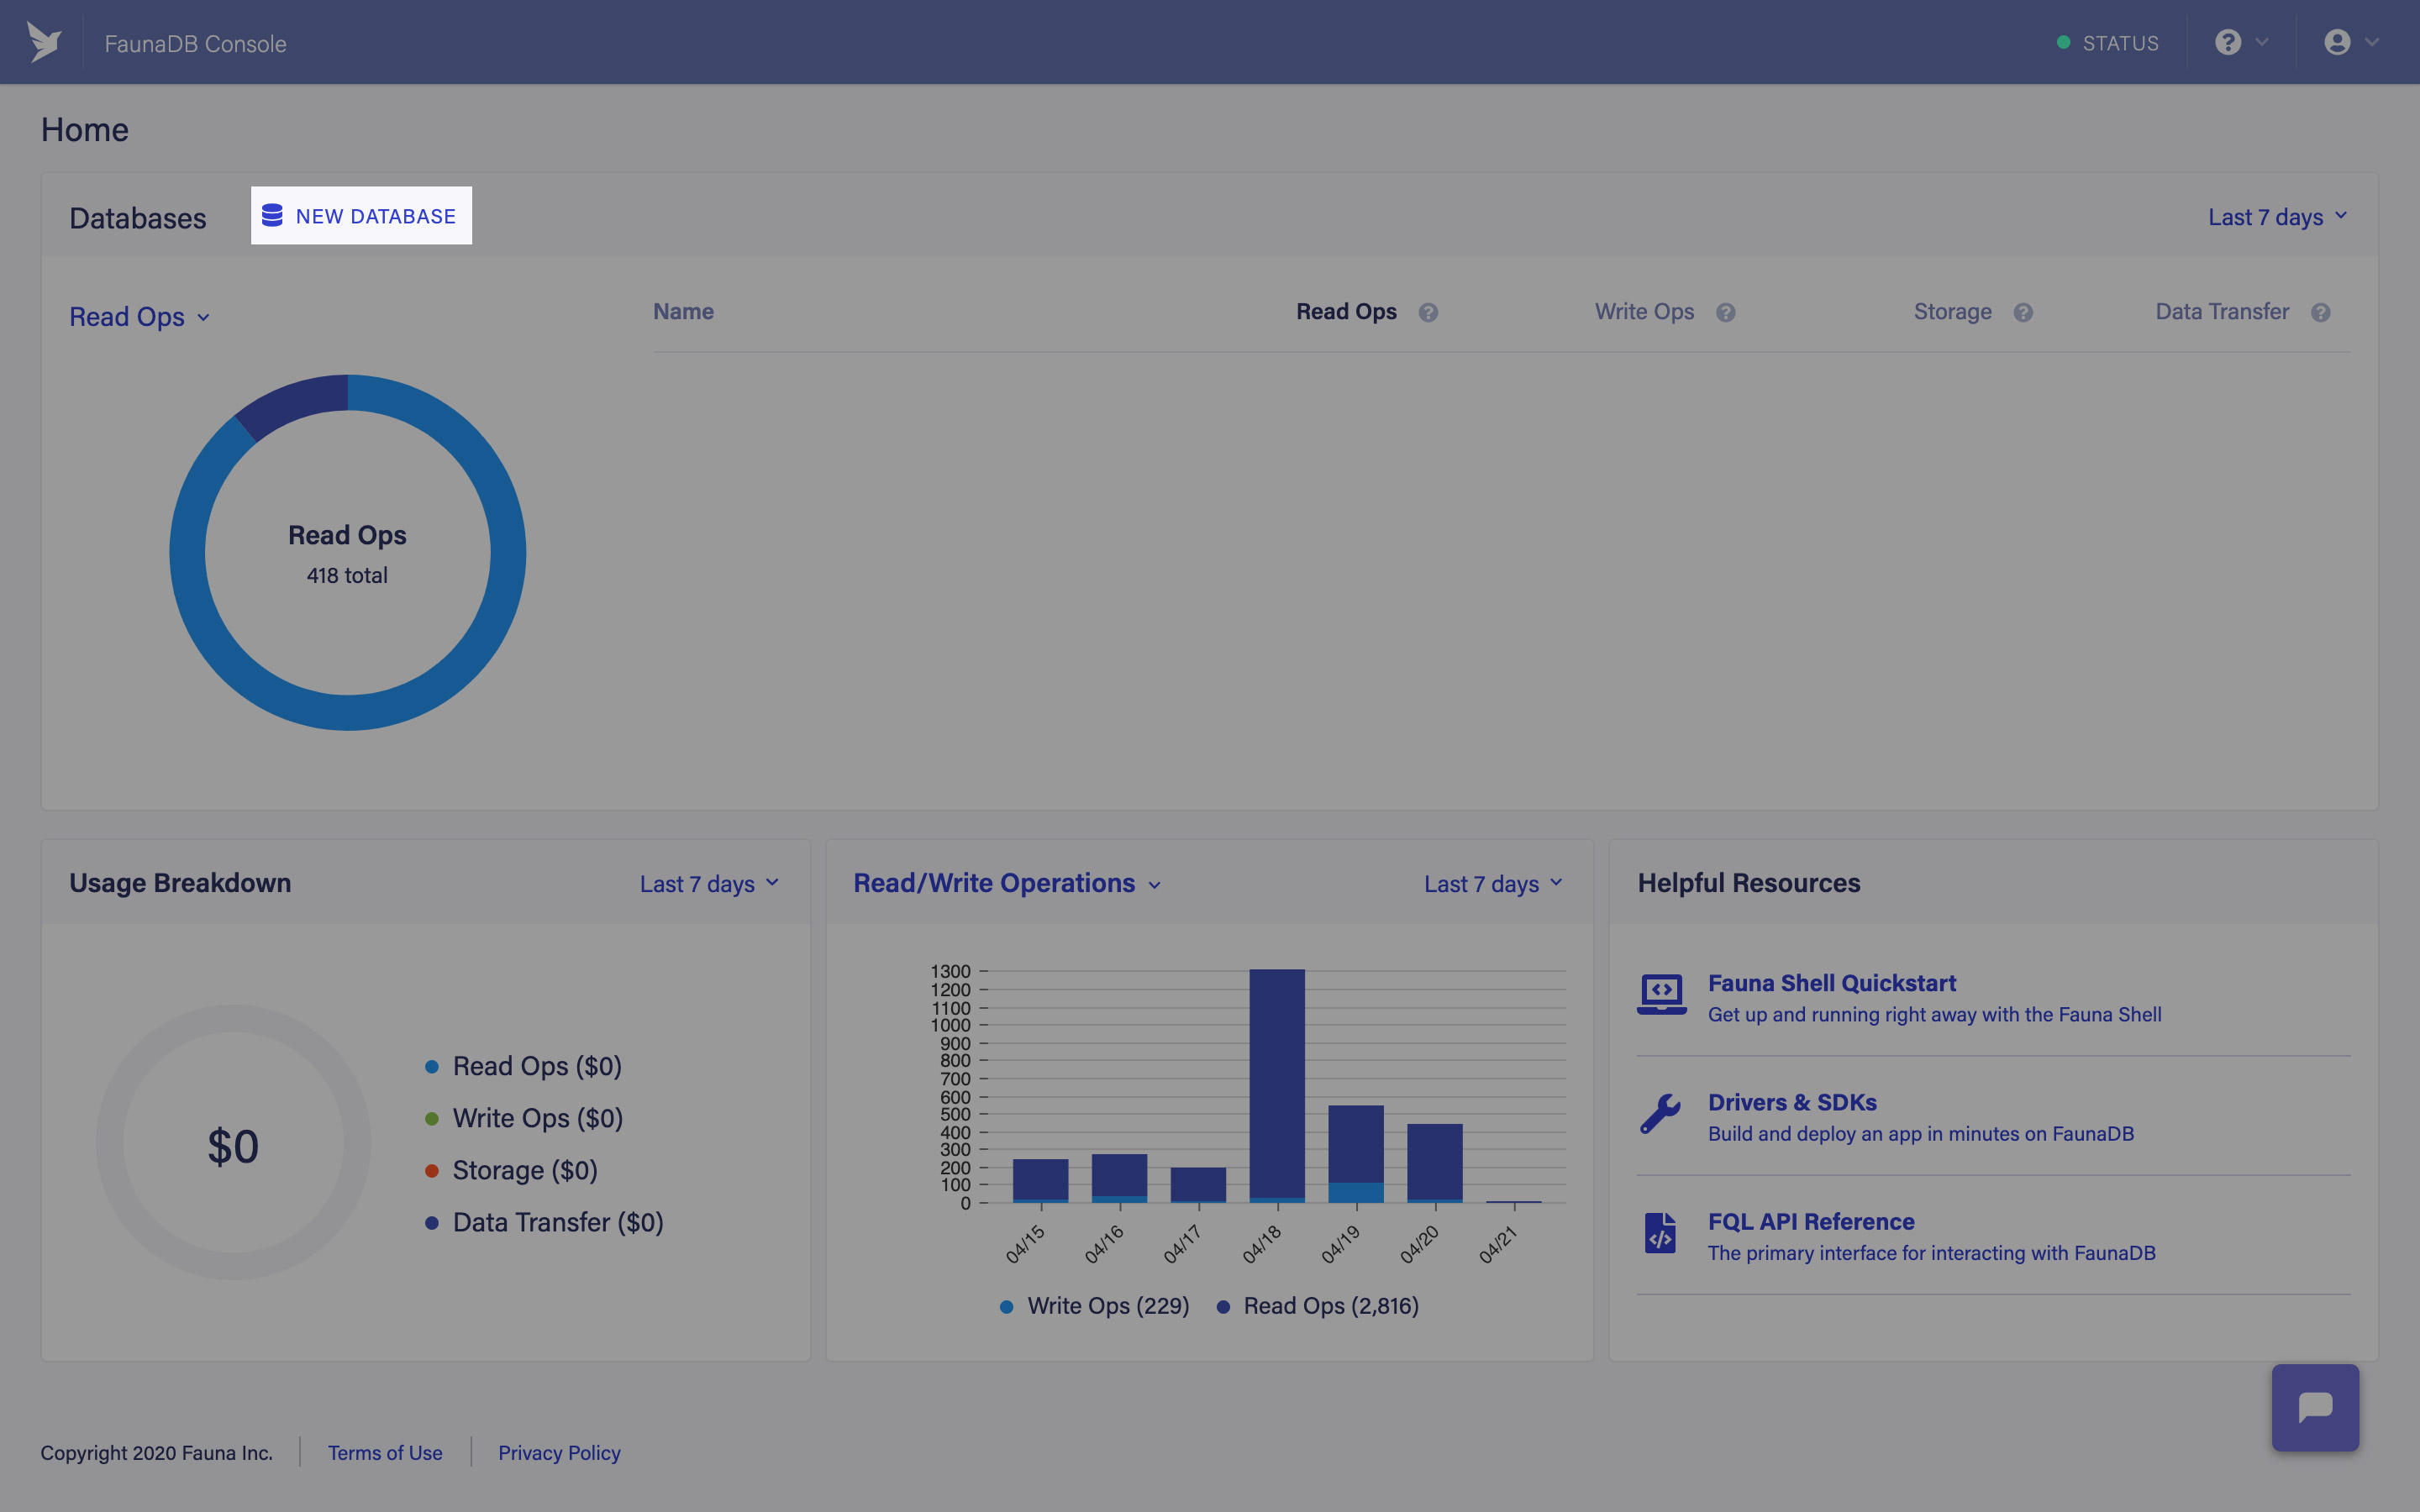 FaunaDB Console
STATUS
Home
Databases
NEW DATABASE
Last 7 days
Read Ops
Name
Read Ops
Write Ops
Storage
Data Transfer
Read Ops
418 total
Usage Breakdown
Last 7 days
$0
Read Ops ($0)
Write Ops ($0)
Storage ($0)
Data Transfer ($0)
Read/Write Operations
Last 7 days
1300
1200
1100
1000
900
800
700
600
500
400
300
200
100
0
04/15
04/16
04/17
04/18
04/19
04/20
04/21
Write Ops (229)
Read Ops (2,816)
Helpful Resources
Fauna Shell Quickstart
Get up and running right away with the Fauna Shell
Drivers & SDKs
Build and deploy an app in minutes on FaunaDB
FQL API Reference
The primary interface for interacting with FaunaDB
Copyright 2020 Fauna Inc.
Terms of Use
Privacy Policy